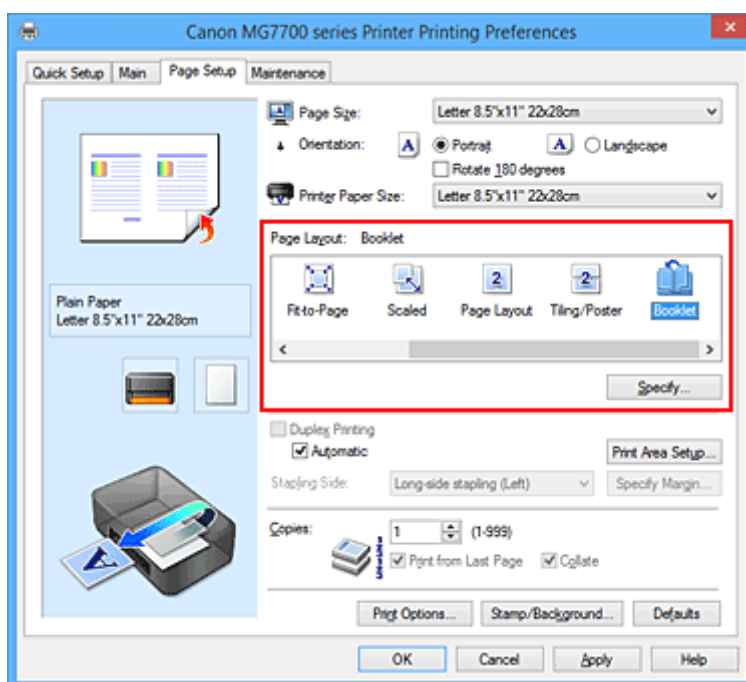 Canon MG7700 series Printer Printing Preferences
Quick Setup Main Page Setup Maintenance
Page Size: Letter 8.5"x11" 22x28cm
Orientation: A Portrait A Landscape
Rotate 180 degrees
Printer Paper Size: Letter 8.5"x11" 22x28cm
Page Layout: Booklet
2 2
Fit-to-Page Scaled Page Layout Tiling/Poster Booklet
Specify...
Plain Paper
Letter 8.5"x11" 22x28cm
Duplex Printing
Automatic
Print Area Setup...
Stapling Side: Long-side stapling (Left) Specify Margin...
Copies: 1 (1-999)
Print from Last Page Collate
A
Print Options... Stamp/Background... Defaults
OK Cancel Apply Help